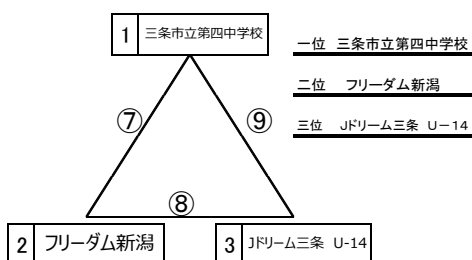 1 三条市立第四中学校
一位 三条市立第四中学校
二位 フリーダム新潟
三位 Jドリーム三条 U-14
⑦ ⑨
⑧
2 フリーダム新潟
3 Jドリーム三条 U-14